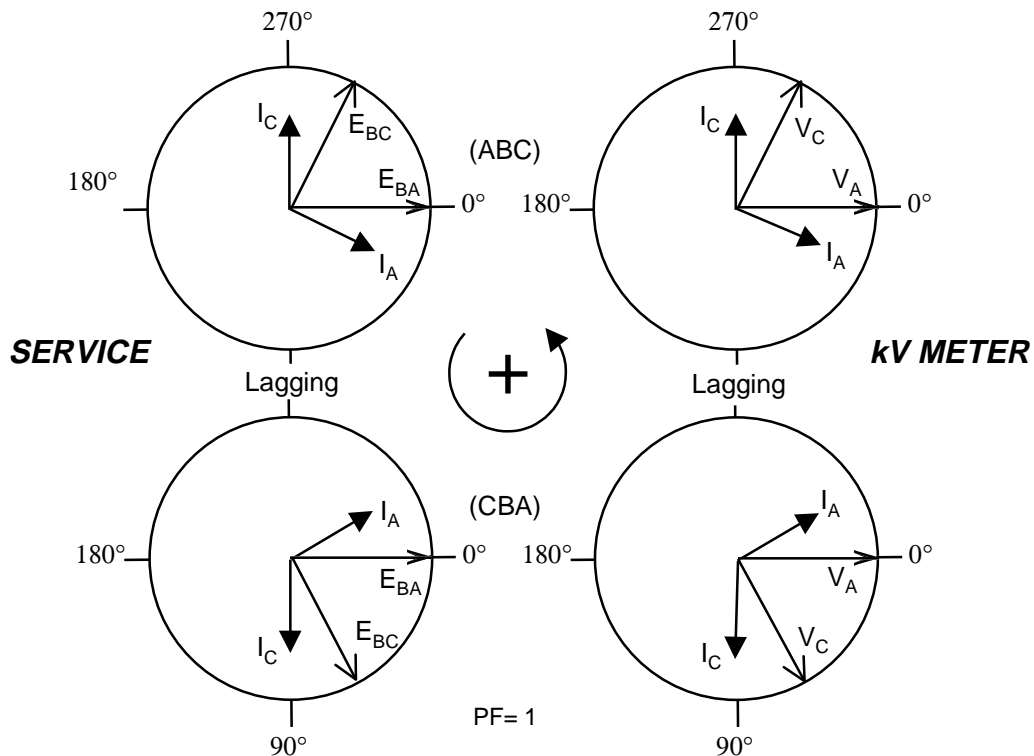 270° 270°
I_C E_BC (ABC) I_C V_C
180° E_BA 0° 180° V_A 0°
I_A I_A
SERVICE + kV METER
Lagging Lagging
I_A (CBA) I_A
180° 0° 180° 0°
E_BA V_A
I_C E_BC I_C V_C
PF= 1
90° 90°